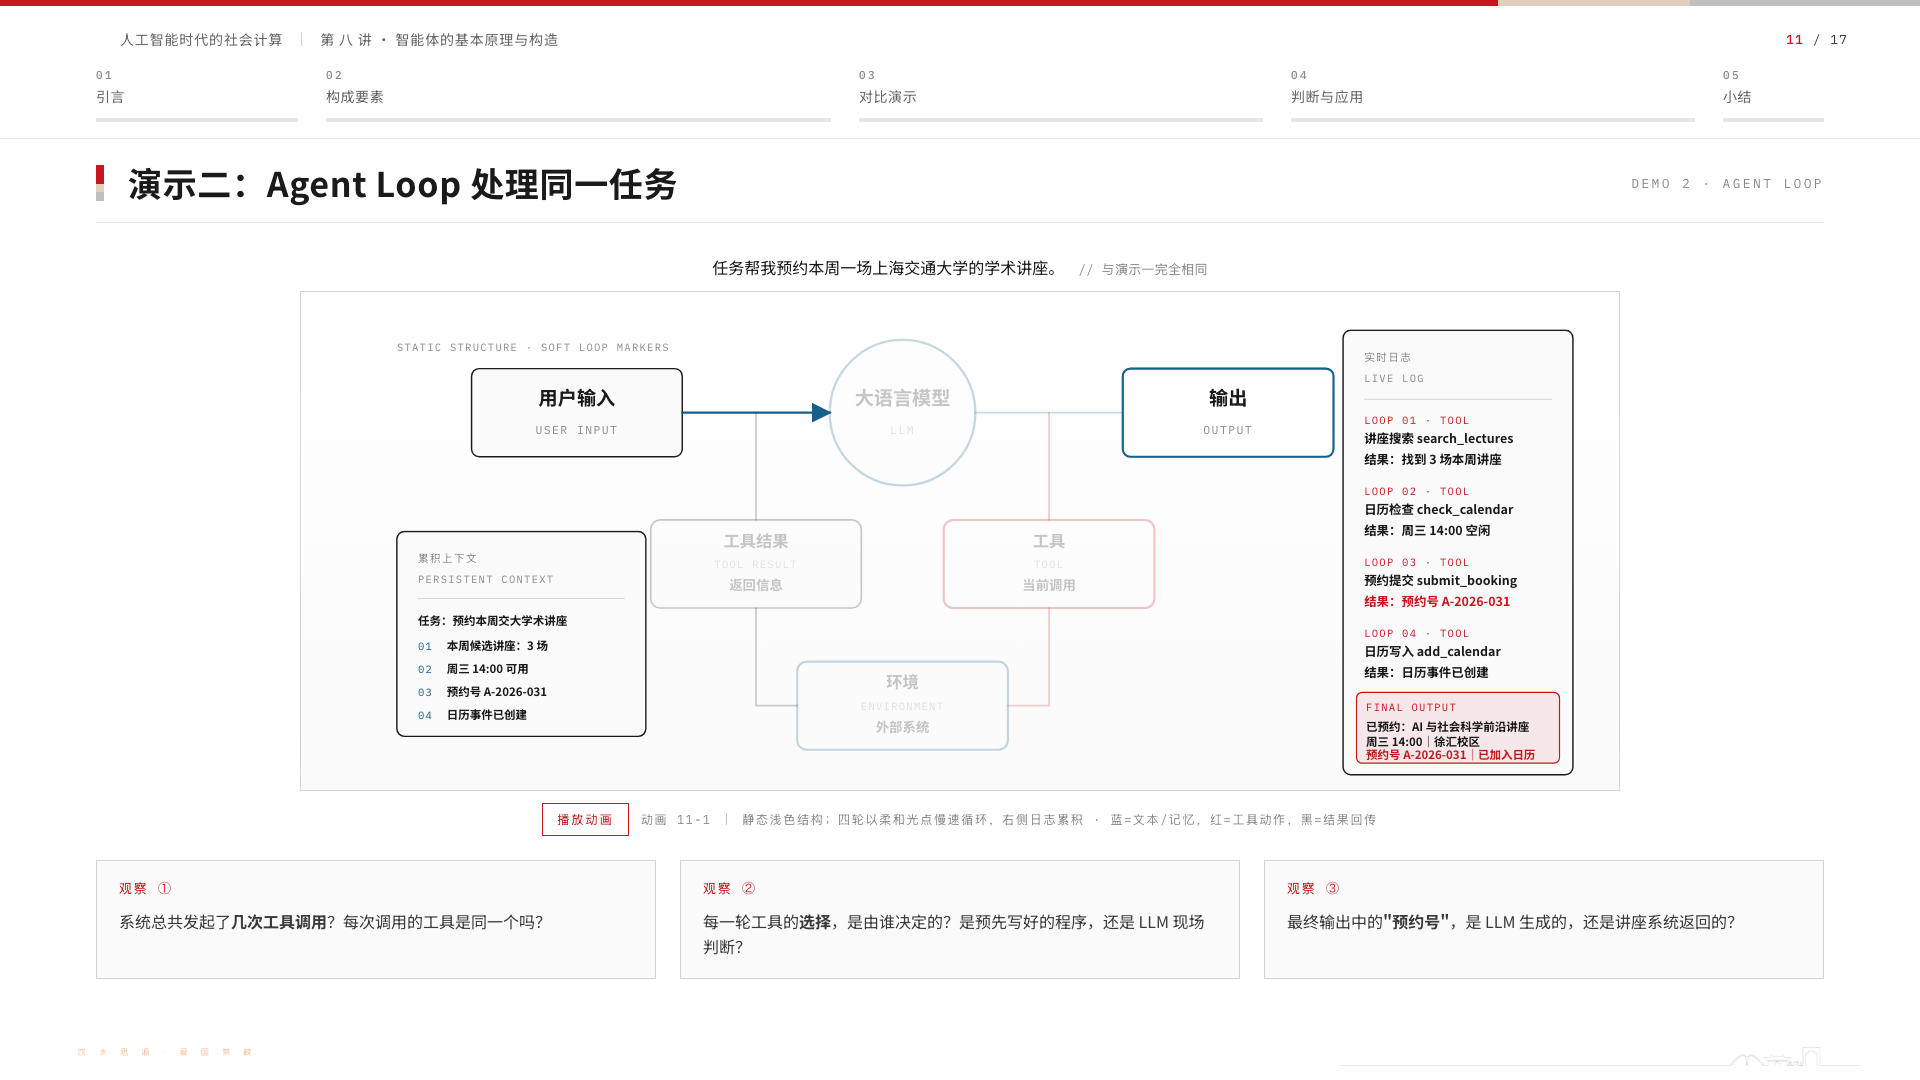 人工智能时代的社会计算 | 第 八 讲 · 智能体的基本原理与构造
11 / 17
01
引言
02
构成要素
03
对比演示
04
判断与应用
05
小结
演示二：Agent Loop 处理同一任务
DEMO 2 · AGENT LOOP
任务帮我预约本周一场上海交通大学的学术讲座。 // 与演示一完全相同
STATIC STRUCTURE · SOFT LOOP MARKERS
用户输入
USER INPUT
大语言模型
LLM
输出
OUTPUT
工具结果
TOOL RESULT
返回信息
工具
TOOL
当前调用
环境
ENVIRONMENT
外部系统
累积上下文
PERSISTENT CONTEXT
任务：预约本周交大学术讲座
01 本周候选讲座：3 场
02 周三 14:00 可用
03 预约号 A-2026-031
04 日历事件已创建
实时日志
LIVE LOG
LOOP 01 · TOOL
讲座搜索 search_lectures
结果：找到 3 场本周讲座
LOOP 02 · TOOL
日历检查 check_calendar
结果：周三 14:00 空闲
LOOP 03 · TOOL
预约提交 submit_booking
结果：预约号 A-2026-031
LOOP 04 · TOOL
日历写入 add_calendar
结果：日历事件已创建
FINAL OUTPUT
已预约：AI 与社会科学前沿讲座
周三 14:00｜徐汇校区
预约号 A-2026-031｜已加入日历
播放动画 动画 11-1 ｜ 静态浅色结构；四轮以柔和光点慢速循环，右侧日志累积 · 蓝=文本/记忆，红=工具动作，黑=结果回传
观察 ①
系统总共发起了几次工具调用？每次调用的工具是同一个吗？
观察 ②
每一轮工具的选择，是由谁决定的？是预先写好的程序，还是 LLM 现场
判断？
观察 ③
最终输出中的"预约号"，是 LLM 生成的，还是讲座系统返回的？
饮 水 思 源 · 爱 国 荣 校